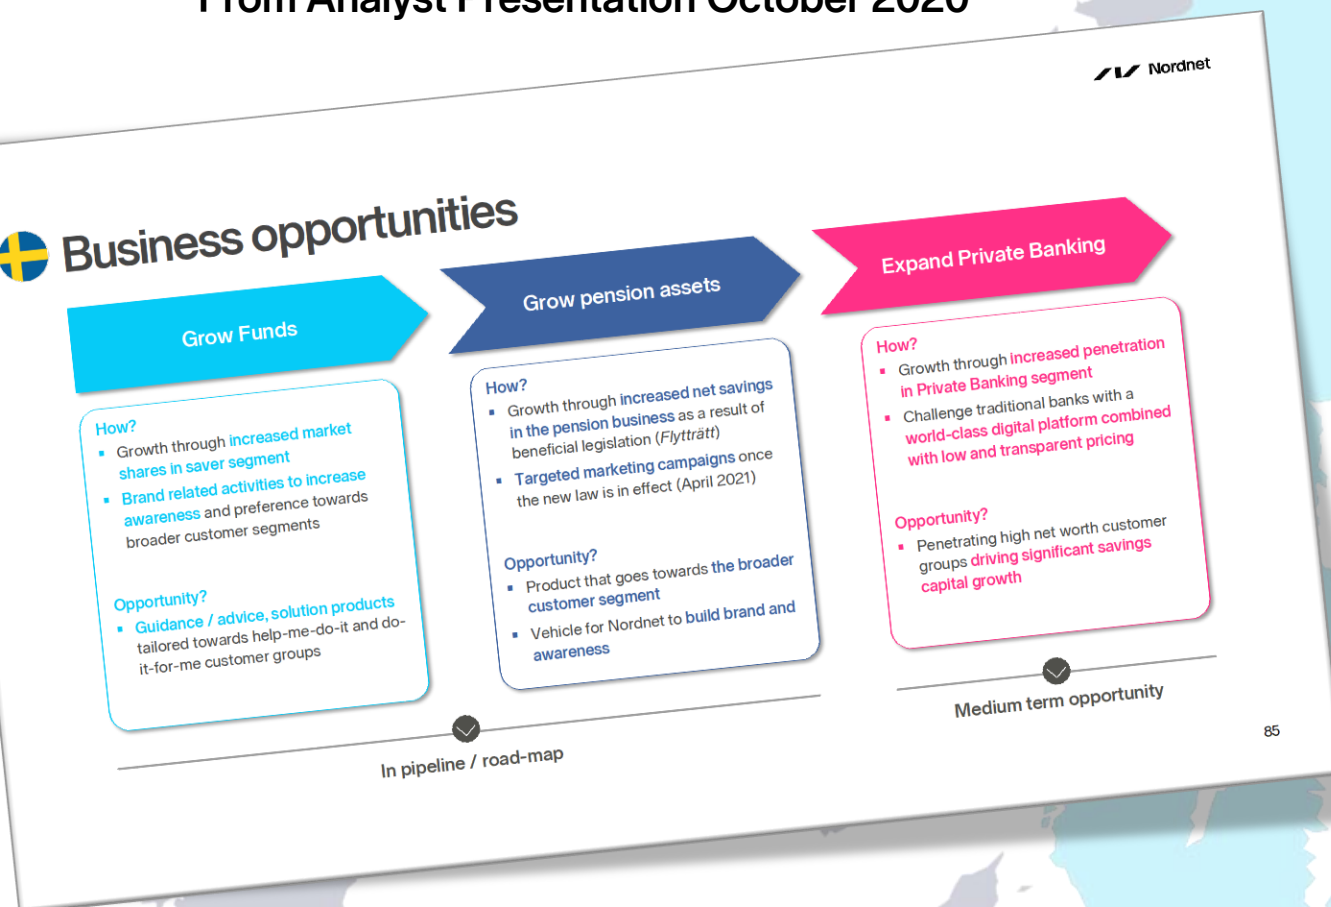 From Analyst Presentation October 2020
Nordnet
Business opportunities
Grow Funds
How?
▪ Growth through increased market
shares in saver segment
▪ Brand related activities to increase
awareness and preference towards
broader customer segments
Opportunity?
▪ Guidance / advice, solution products
tailored towards help-me-do-it and do-
it-for-me customer groups
Grow pension assets
How?
▪ Growth through increased net savings
in the pension business as a result of
beneficial legislation (Flytträtt)
▪ Targeted marketing campaigns once
the new law is in effect (April 2021)
Opportunity?
▪ Product that goes towards the broader
customer segment
▪ Vehicle for Nordnet to build brand and
awareness
In pipeline / road-map
Expand Private Banking
How?
▪ Growth through increased penetration
in Private Banking segment
▪ Challenge traditional banks with a
world-class digital platform combined
with low and transparent pricing
Opportunity?
▪ Penetrating high net worth customer
groups driving significant savings
capital growth
Medium term opportunity
85